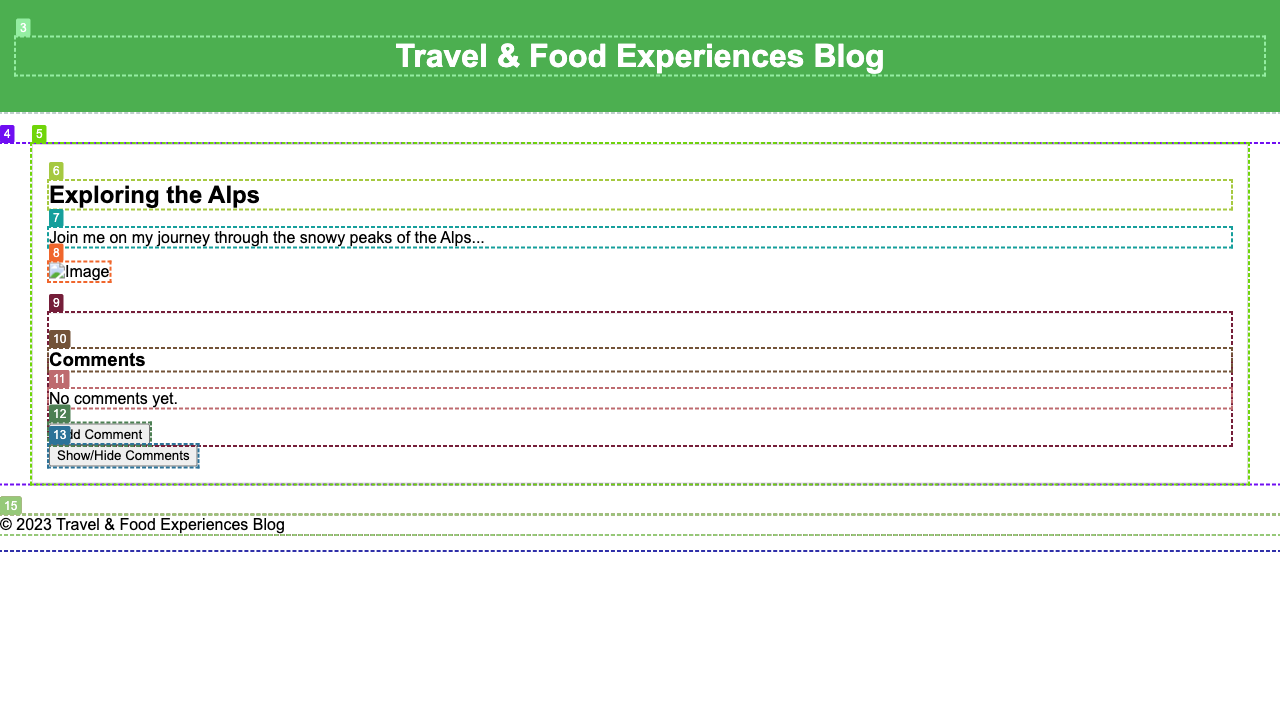 3
Travel & Food Experiences Blog
4
5
6
Exploring the Alps
7
Join me on my journey through the snowy peaks of the Alps...
8
Image
9
10
Comments
11
No comments yet.
12
dd Comment
13
Show/Hide Comments
15
© 2023 Travel & Food Experiences Blog